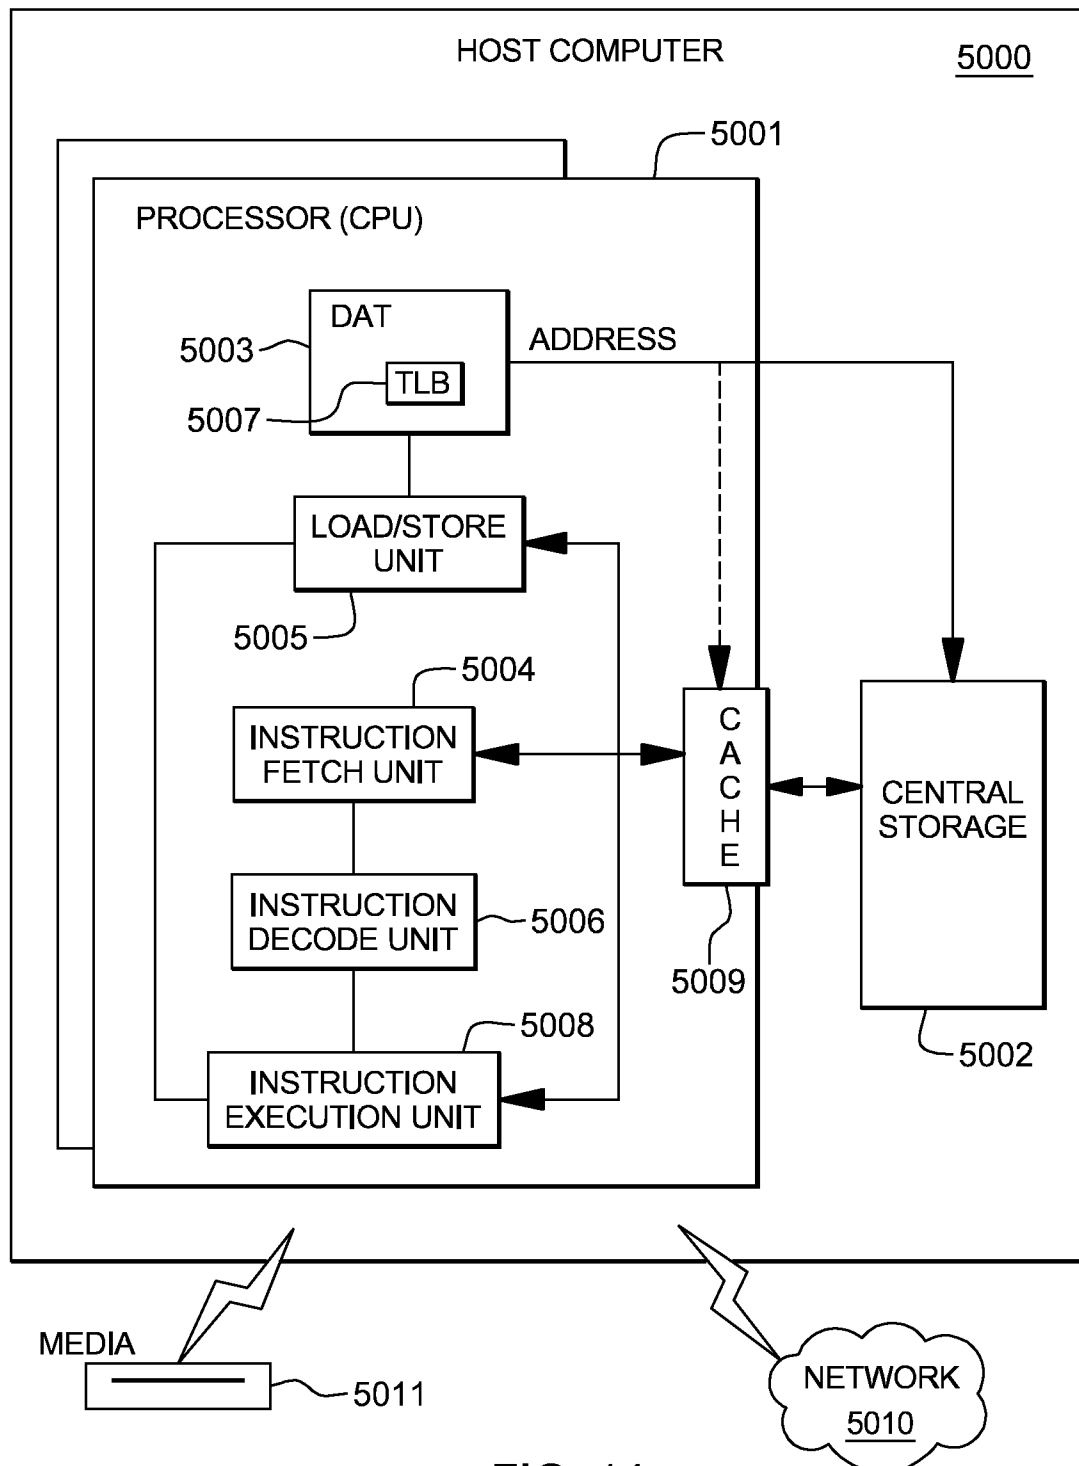 HOST COMPUTER
5000
5001
PROCESSOR (CPU)
DAT
5003
ADDRESS
TLB
5007
LOAD/STORE
UNIT
5005
5004
INSTRUCTION
FETCH UNIT
C
A
C
H
E
CENTRAL
STORAGE
INSTRUCTION
DECODE UNIT
5006
5009
5008
5002
INSTRUCTION
EXECUTION UNIT
MEDIA
5011
NETWORK
5010